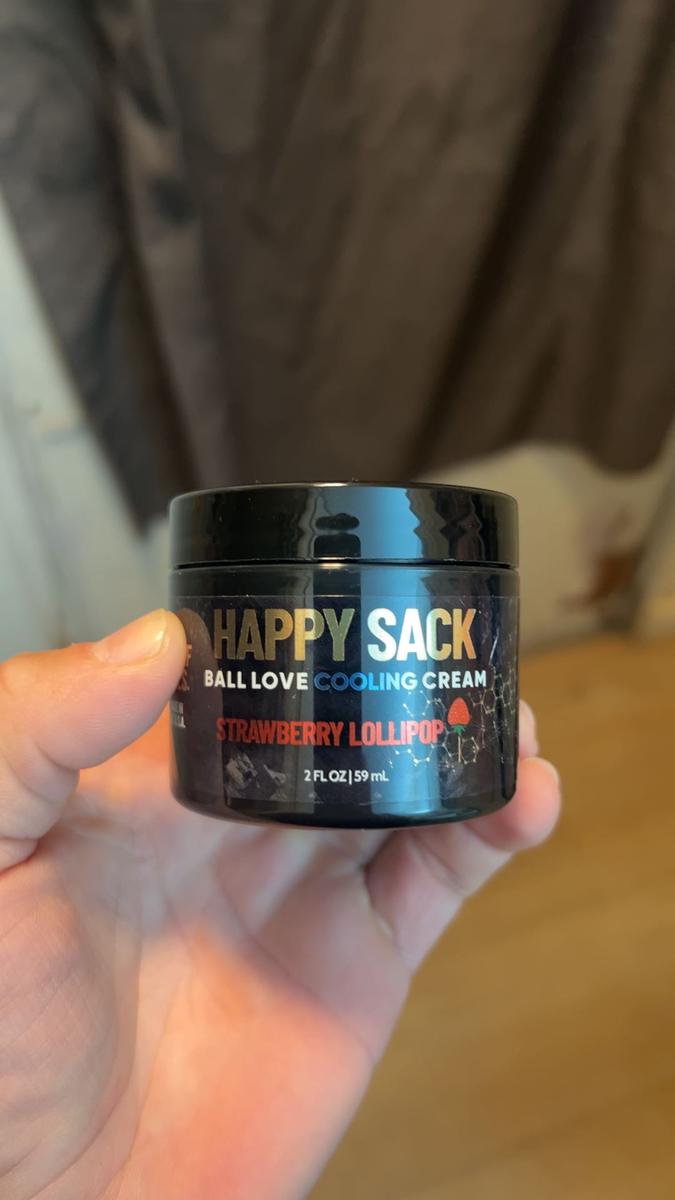 HAPPY SACK
BALL LOVE COOLING CREAM
STRAWBERRY LOLLIPOP
2 FL OZ | 59 mL